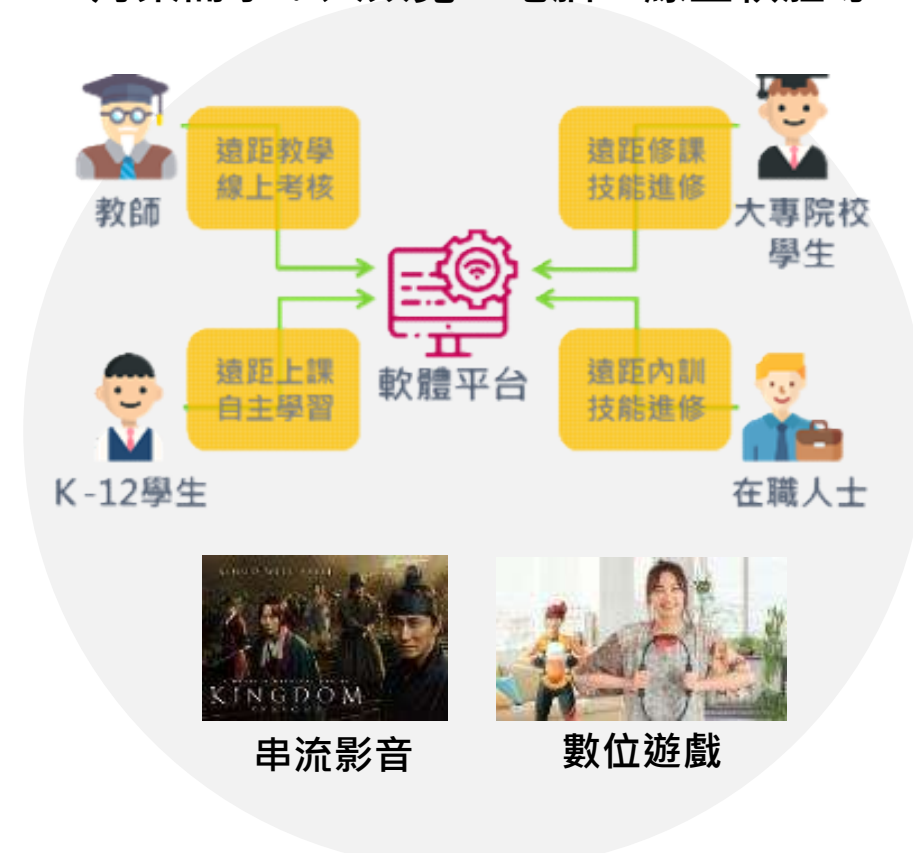 遠距教學
線上考核
教師
遠距修課
技能進修
大專院校
學生
軟體平台
遠距上課
自主學習
K-12學生
遠距內訓
技能進修
在職人士
KINGDOM
串流影音
數位遊戲